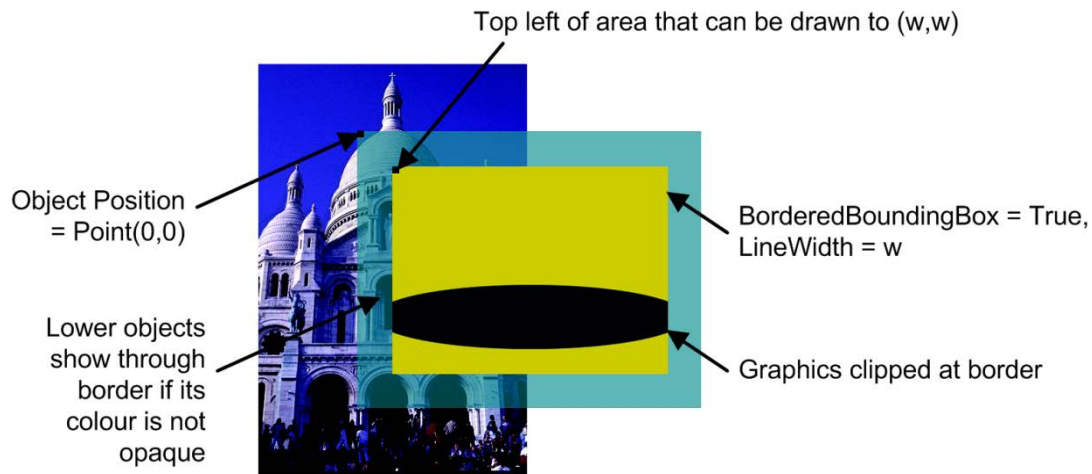 Top left of area that can be drawn to (w,w)
Object Position
= Point(0,0)
BorderedBoundingBox = True,
LineWidth = w
Lower objects
show through
border if its
colour is not
opaque
Graphics clipped at border